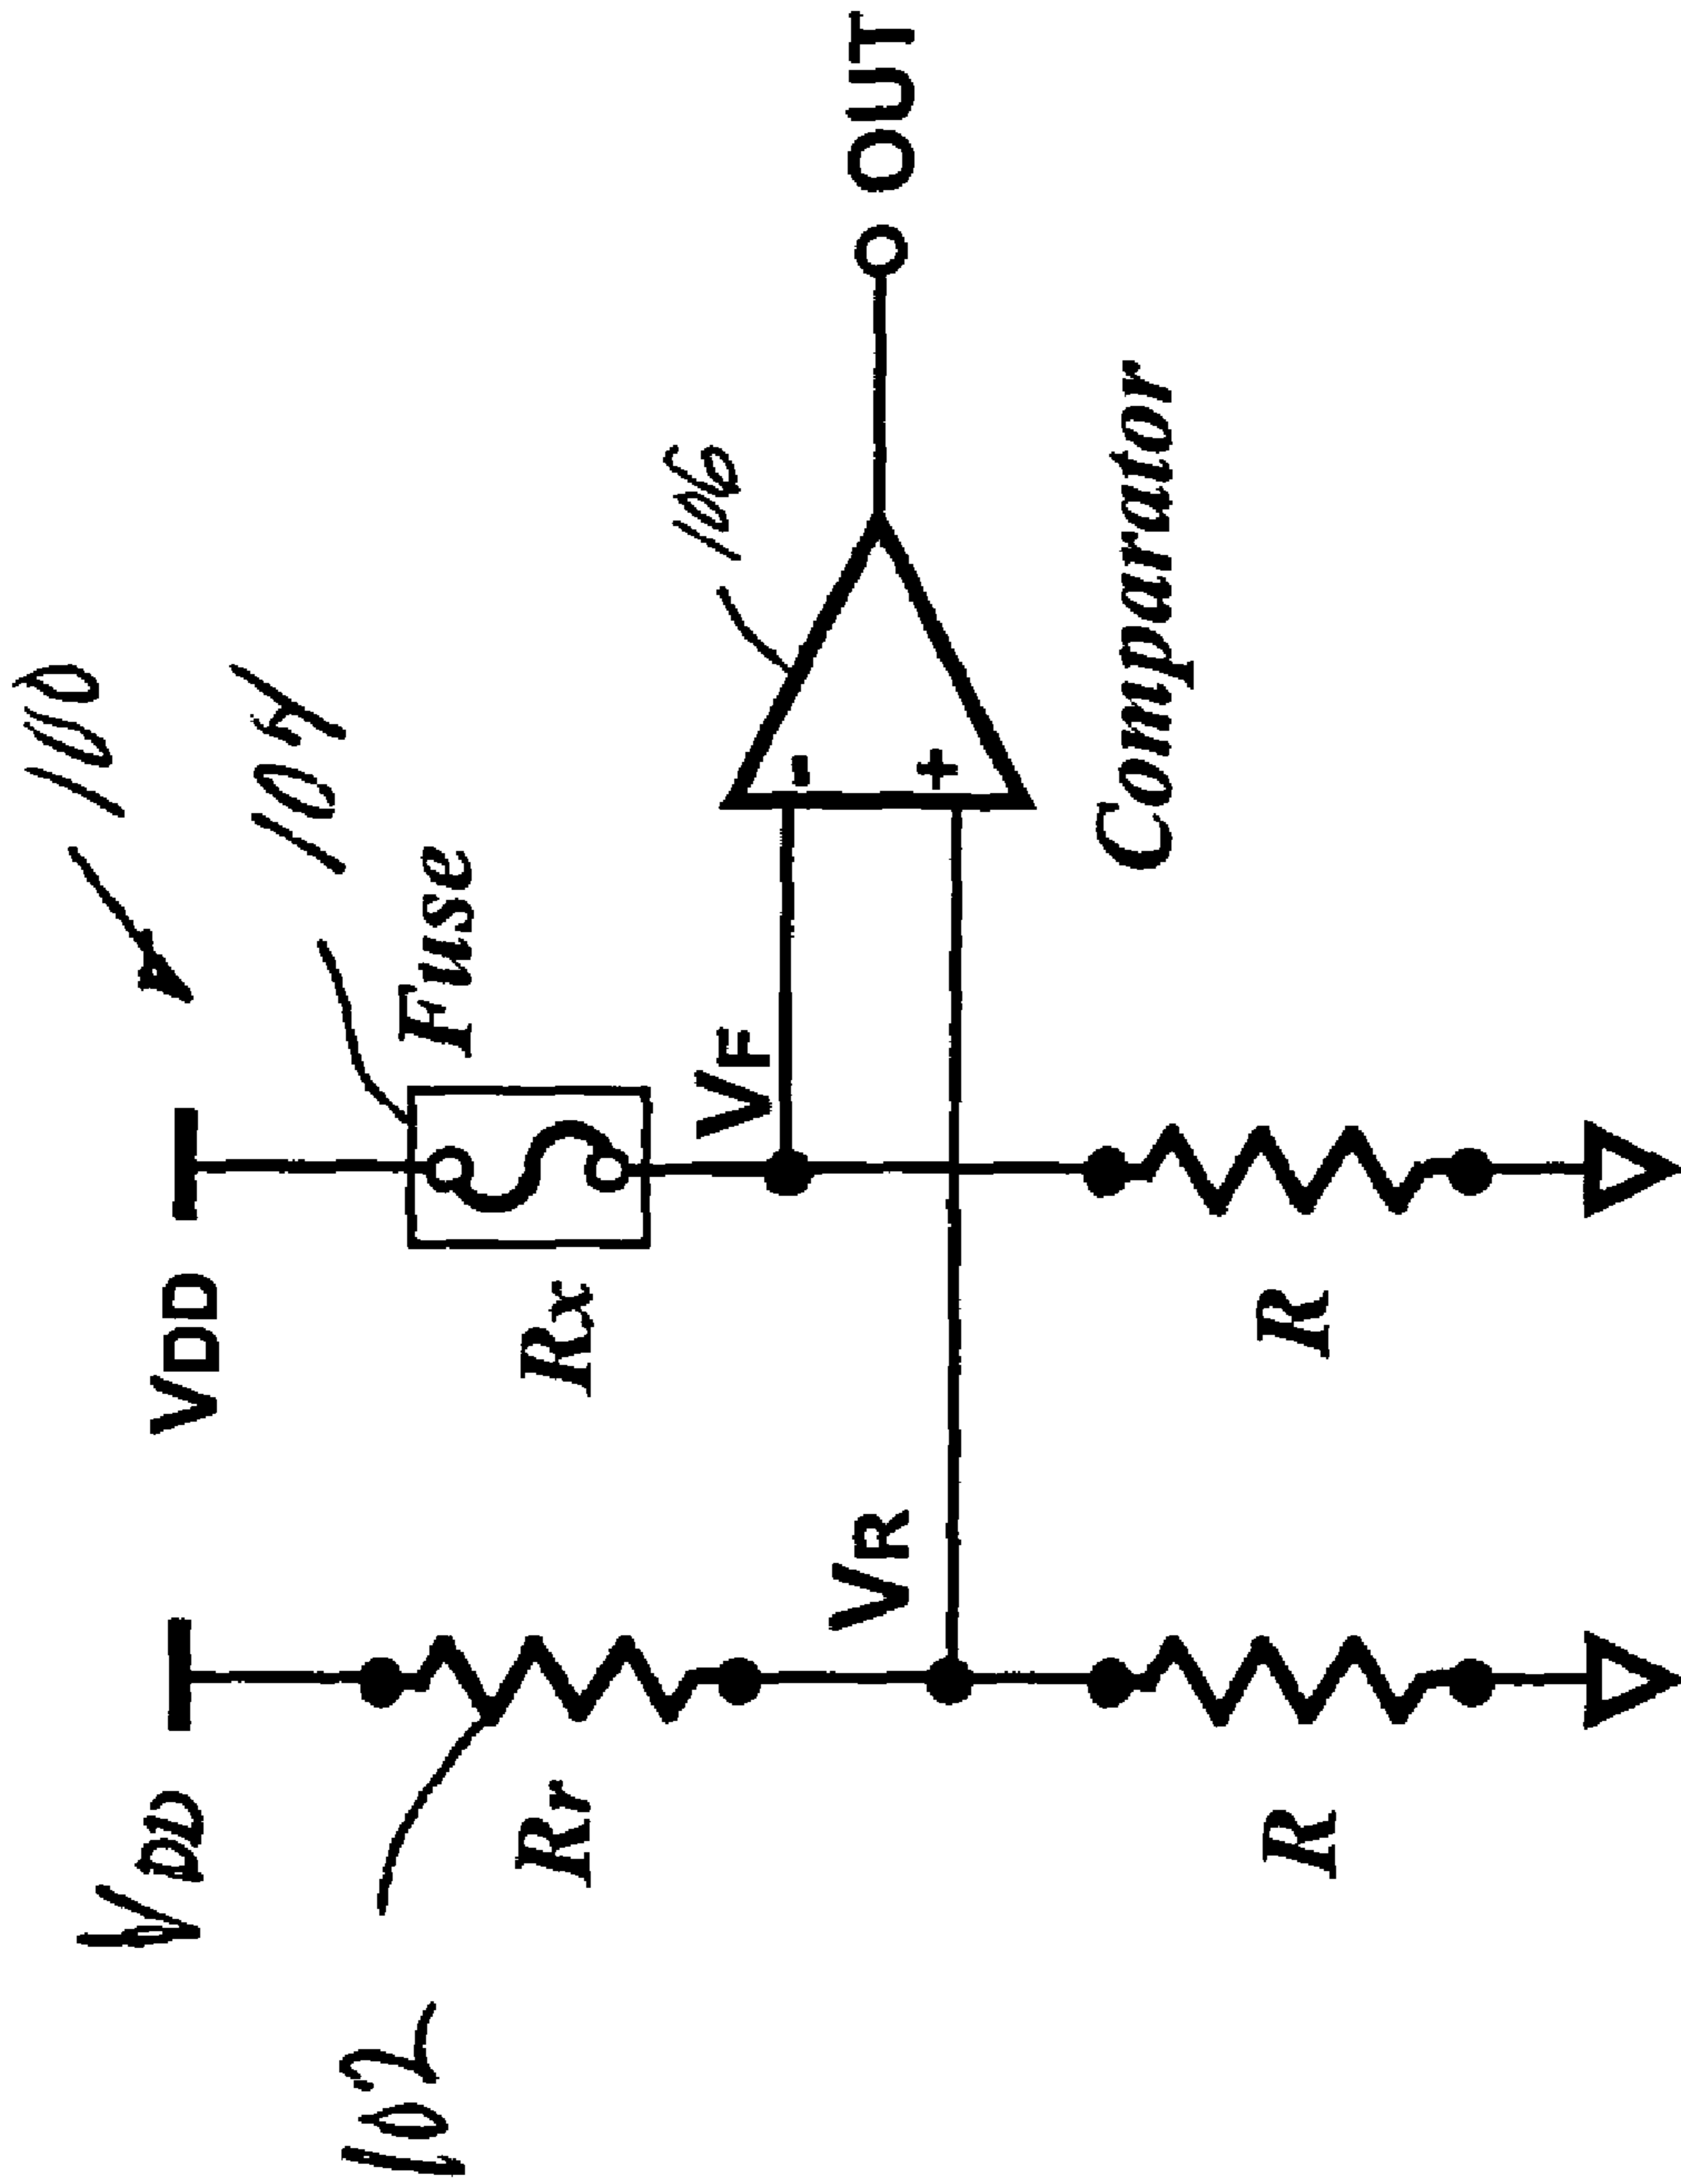 100
104
Fuse
VDD
VDD
102
Rr
Rx
VF
VR
106
-
+
OUT
Comparator
R
R